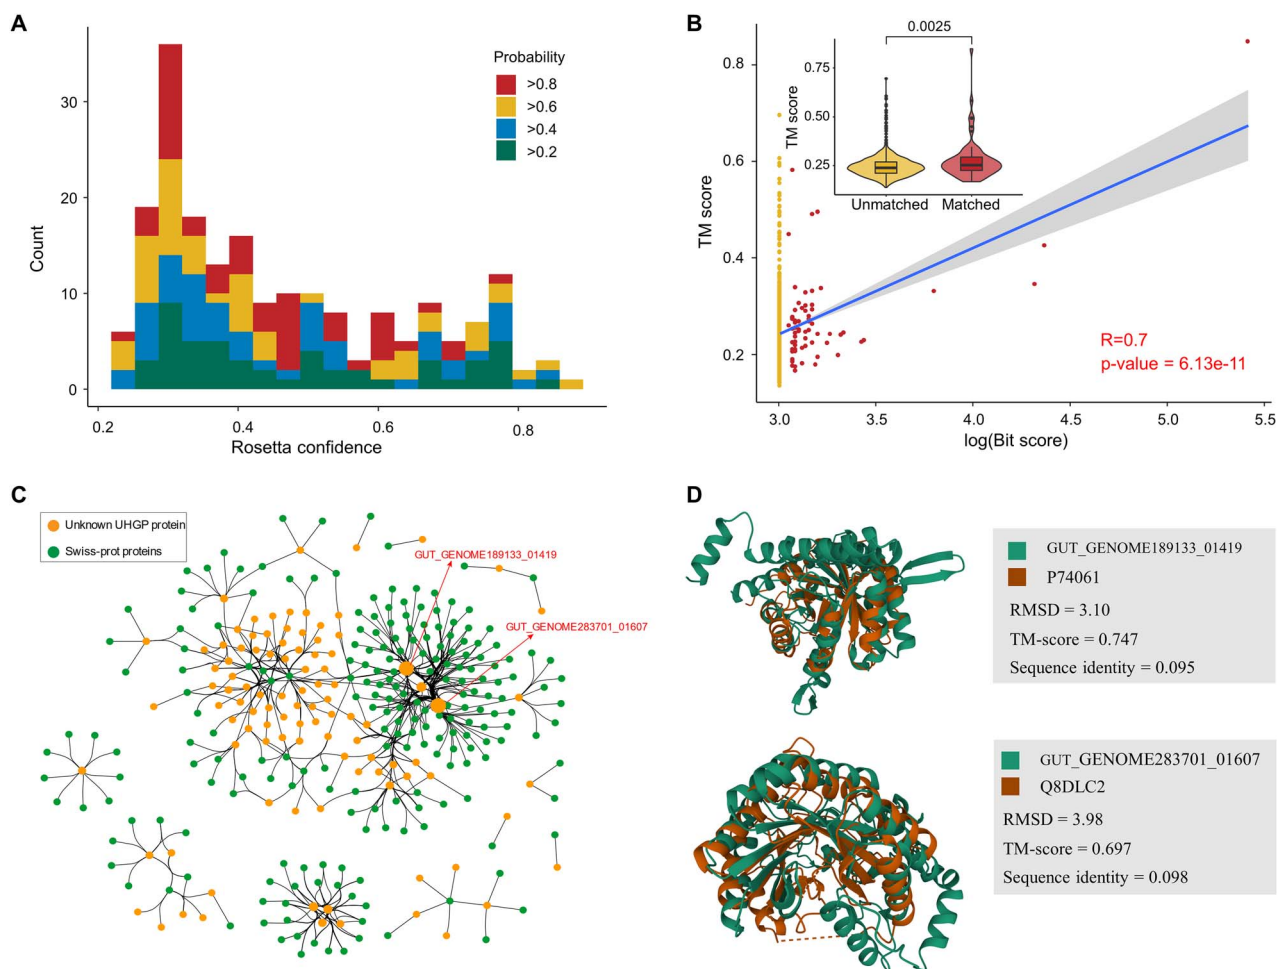 A
Probability
>0.8
>0.6
>0.4
>0.2
30
20
10
0
Count
0.2
0.4
0.6
0.8
Rosetta confidence
B
0.0025
0.75
0.50
0.25
TM score
Unmatched
Matched
0.8
0.6
0.4
0.2
TM score
R=0.7
p-value = 6.13e-11
3.0
3.5
4.0
4.5
5.0
5.5
log(Bit score)
C
Unknown UHGP protein
Swiss-prot proteins
GUT_GENOME189133_01419
GUT_GENOME283701_01607
D
GUT_GENOME189133_01419
P74061
RMSD = 3.10
TM-score = 0.747
Sequence identity = 0.095
GUT_GENOME283701_01607
Q8DLC2
RMSD = 3.98
TM-score = 0.697
Sequence identity = 0.098